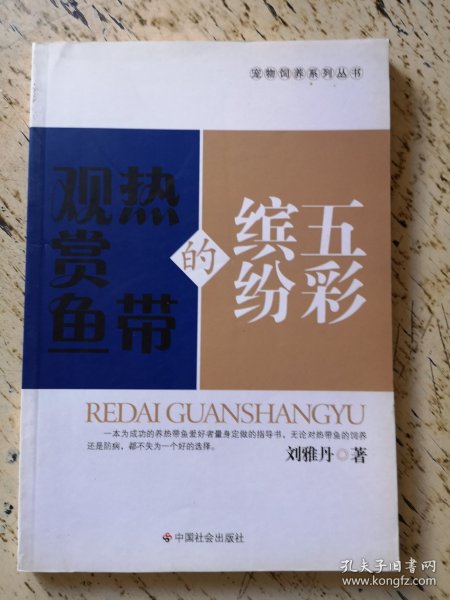 宠物饲养系列丛书
五彩
缤纷
的
热带
观赏鱼
REDAI GUANSHANGYU
一本为成功的养热带鱼爱好者量身定做的指导书,无论对热带鱼的饲养
还是防病,都不失为一个好的选择。
刘雅丹 著
中国社会出版社
孔夫子旧书网
www.kongfz.com